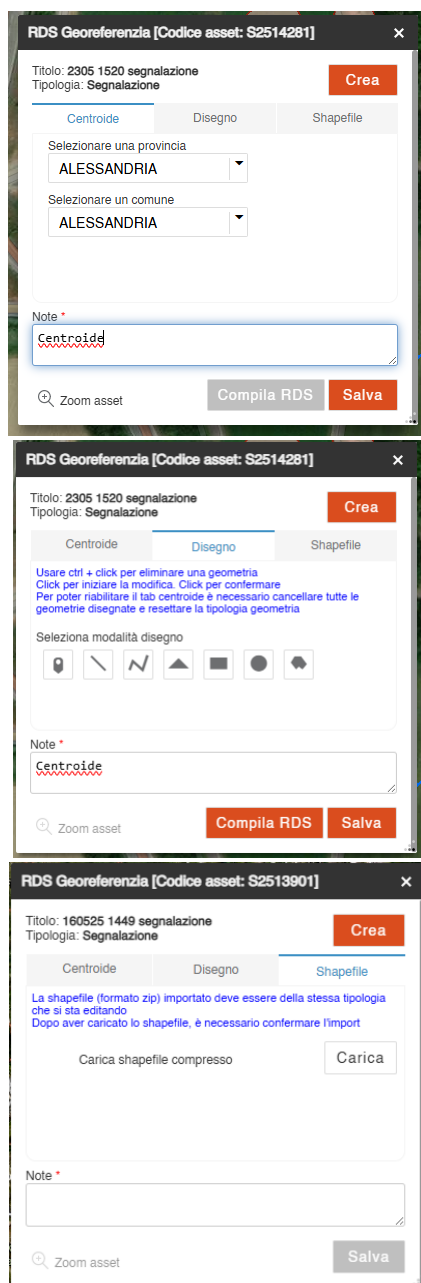 RDS Georeferenzia [Codice asset: S2514281]
Titolo: 2305 1520 segnalazione
Tipologia: Segnalazione
Crea
Centroide Disegno Shapefile
Selezionare una provincia
ALESSANDRIA
Selezionare un comune
ALESSANDRIA
Note *
Centroide
Zoom asset Compila RDS Salva
RDS Georeferenzia [Codice asset: S2514281]
Titolo: 2305 1520 segnalazione
Tipologia: Segnalazione
Crea
Centroide Disegno Shapefile
Usare ctrl + click per eliminare una geometria
Click per iniziare la modifica. Click per confermare
Per poter riabilitare il tab centroide è necessario cancellare tutte le
geometrie disegnate e resettare la tipologia geometria
Seleziona modalità disegno
Note *
Centroide
Zoom asset Compila RDS Salva
RDS Georeferenzia [Codice asset: S2513901]
Titolo: 160525 1449 segnalazione
Tipologia: Segnalazione
Crea
Centroide Disegno Shapefile
La shapefile (formato zip) importato deve essere della stessa tipologia
che si sta editando
Dopo aver caricato lo shapefile, è necessario confermare l'import
Carica shapefile compresso Carica
Note *
Zoom asset Salva